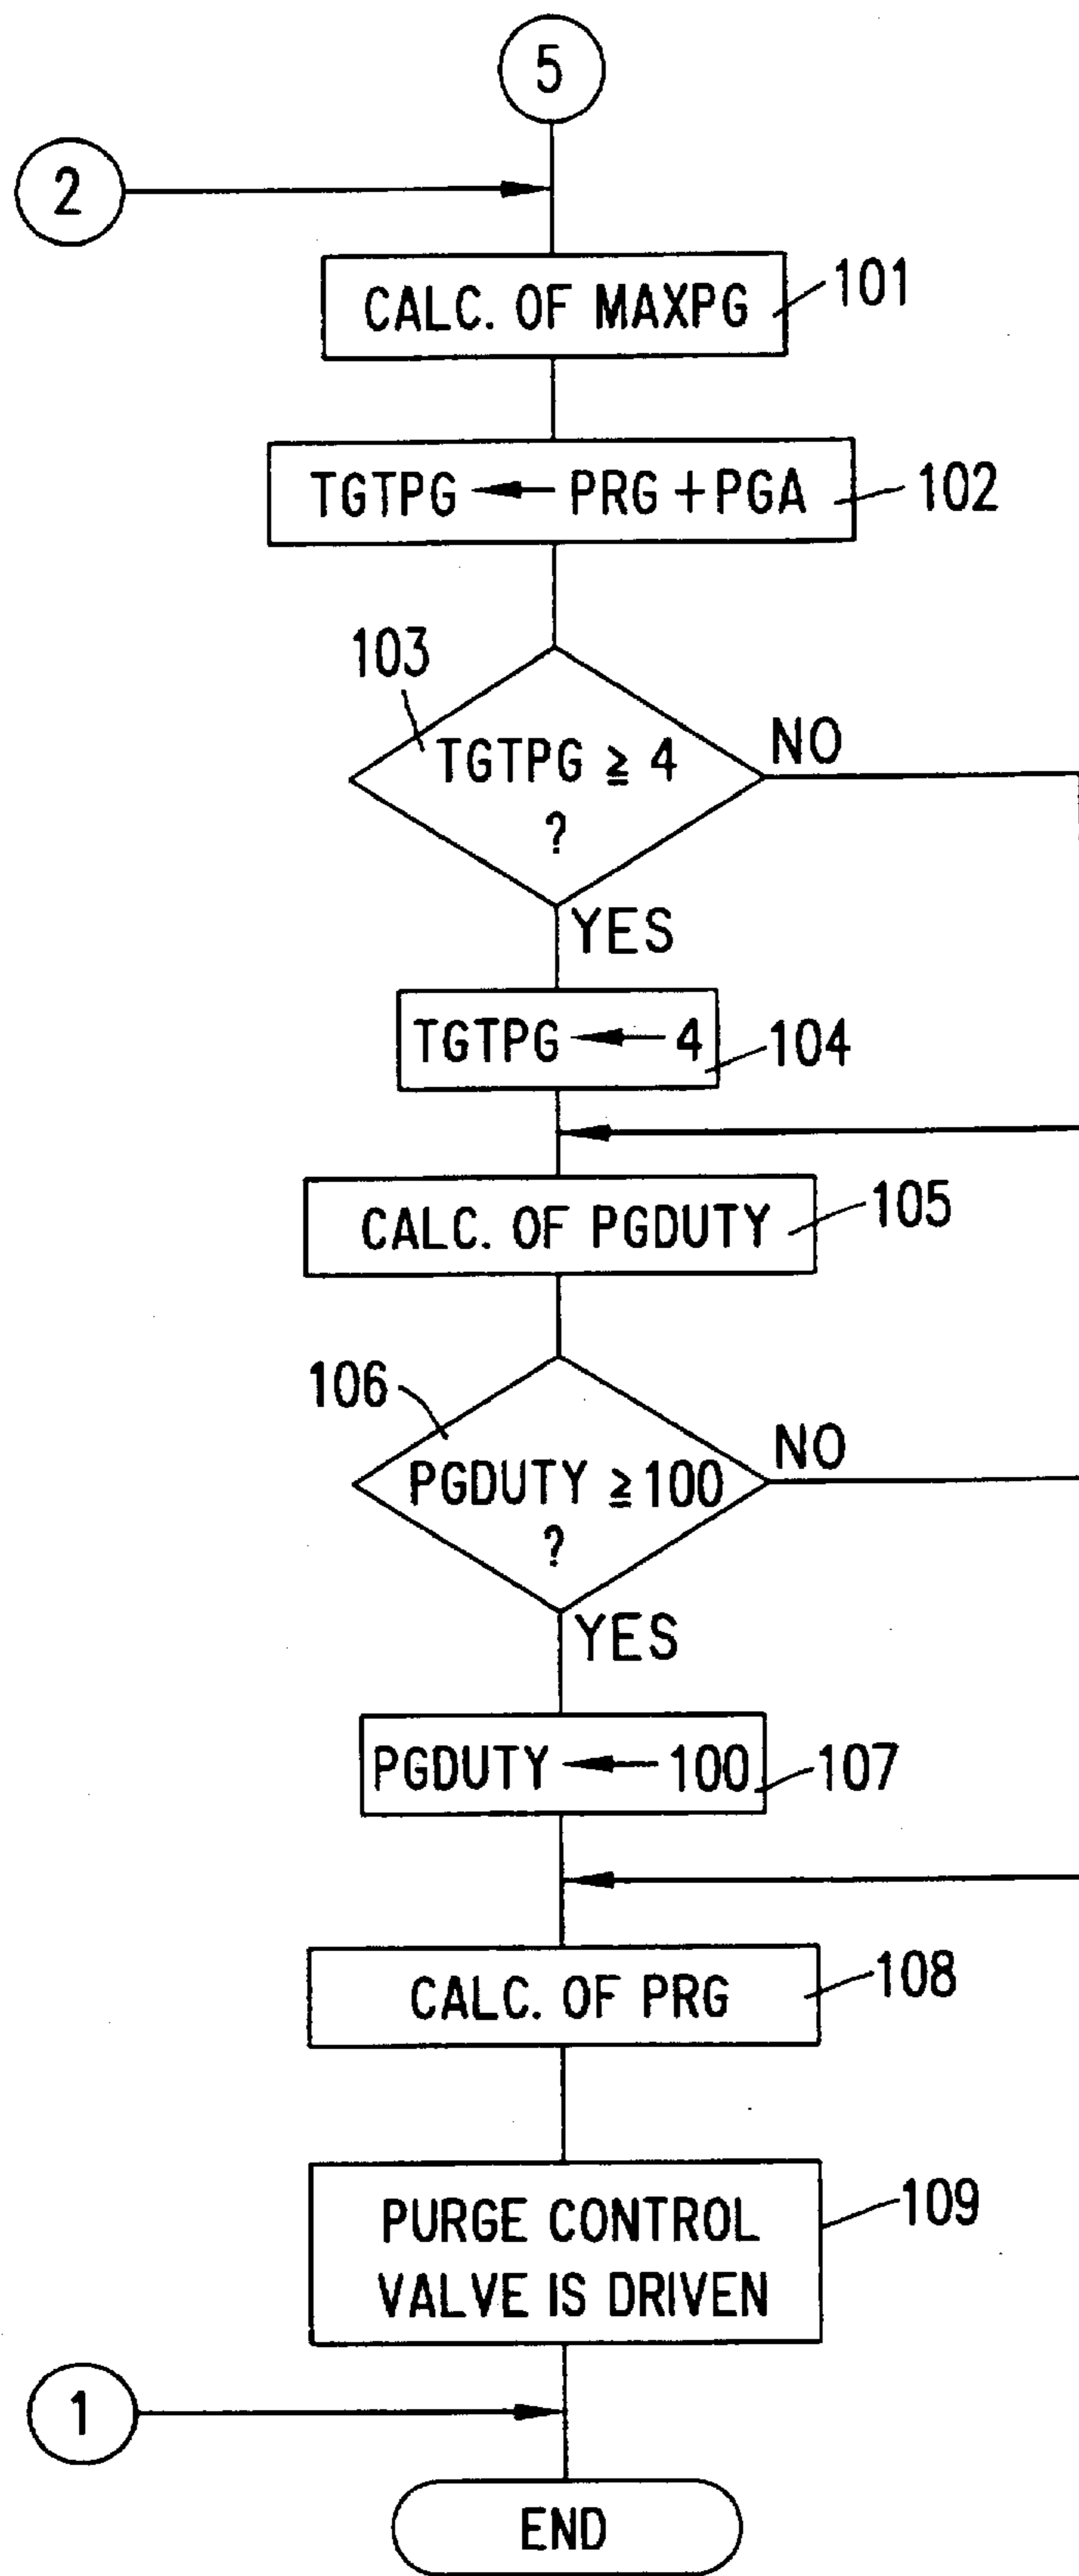 5
2
CALC. OF MAXPG
101
TGTPG ← PRG + PGA
102
103
TGTPG ≧ 4
?
NO
YES
TGTPG ← 4
104
CALC. OF PGDUTY
105
106
PGDUTY ≧ 100
?
NO
YES
PGDUTY ← 100
107
CALC. OF PRG
108
PURGE CONTROL
VALVE IS DRIVEN
109
1
END